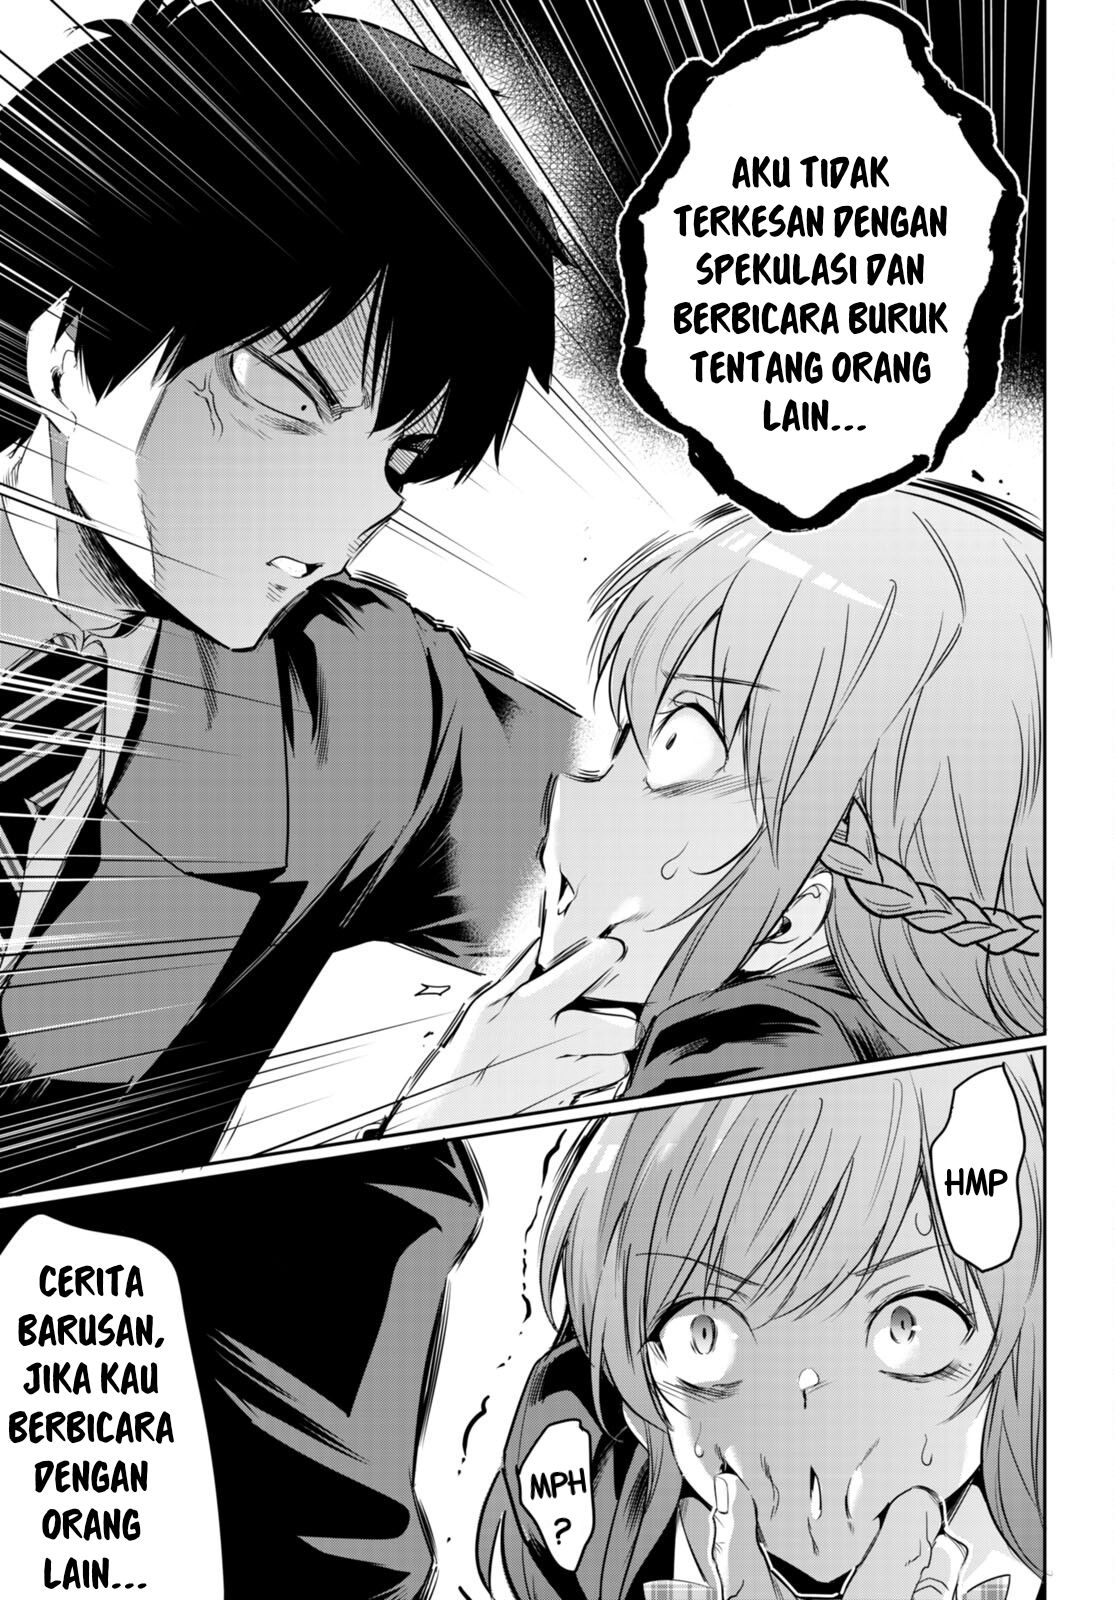 AKU TIDAK
TERKESAN DENGAN
SPEKULASI DAN
BERBICARA BURUK
TENTANG ORANG
LAIN...
HMP
MPH
?
CERITA
BARUSAN,
JIKA KAU
BERBICARA
DENGAN
ORANG
LAIN...